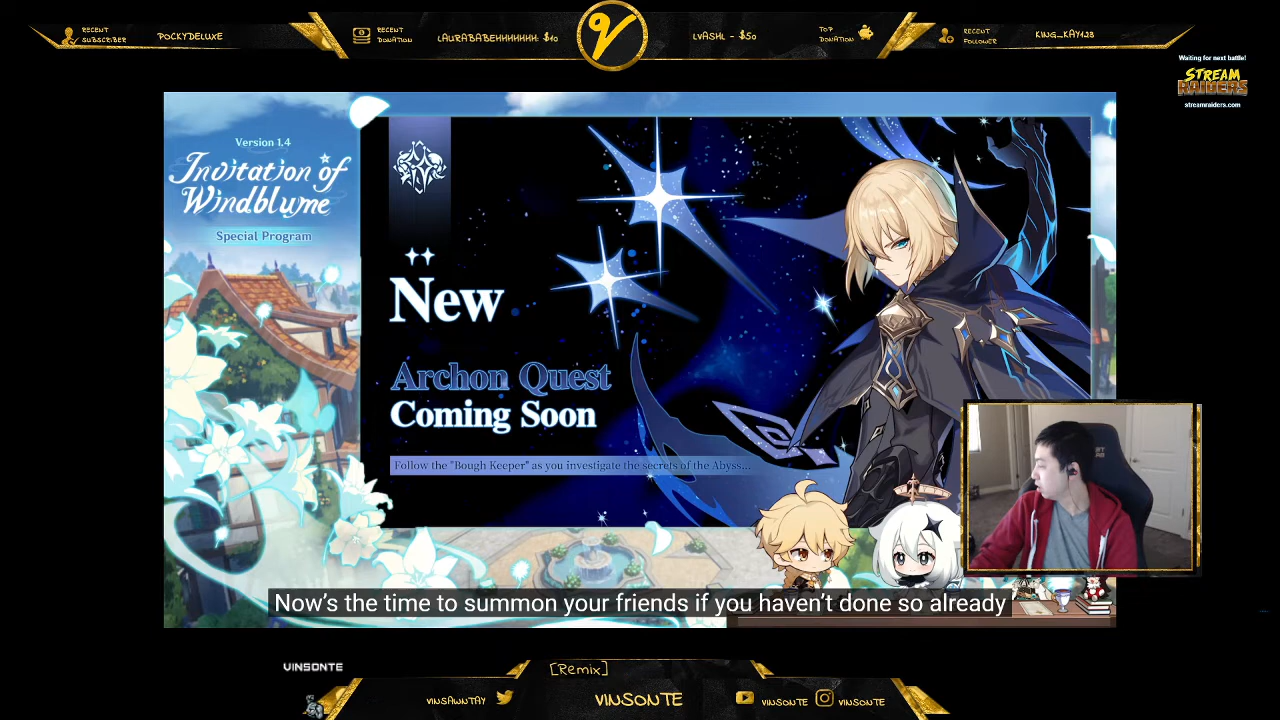 RECENT
SUBSCRIBER
POCKYDELUXE
RECENT
DONATION
LAURABABEHHHHHHH: $10
V
LVASHL - $50
TOP
DONATION
RECENT
FOLLOWER
KING_KAY123
Waiting for next battle!
STREAM
RAIDERS
streamraiders.com
Version 1.4
Invitation of
Windblume
Special Program
New
Archon Quest
Coming Soon
Follow the "Bough Keeper" as you investigate the secrets of the Abyss...
Now's the time to summon your friends if you haven't done so already
VINSONTE
[Remix]
VINSAWNTAY
VINSONTE
VINSONTE
VINSONTE